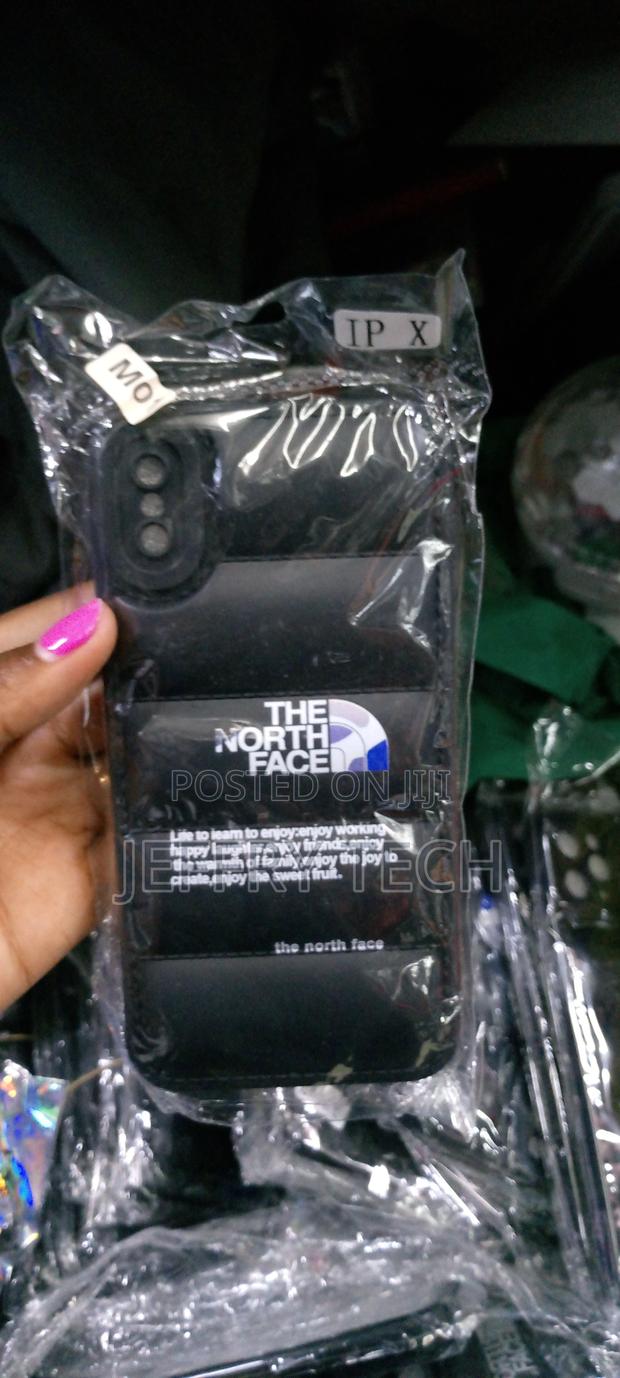 IP X
MO
THE
NORTH
FACE
POSTED ON JIJI
Life to learn to enjoy:enjoy working
happy laughter,enjoy friends,enjoy
JEFFRY TECH
the warmth of family,enjoy the joy to
create,enjoy the sweet fruit.
the north face